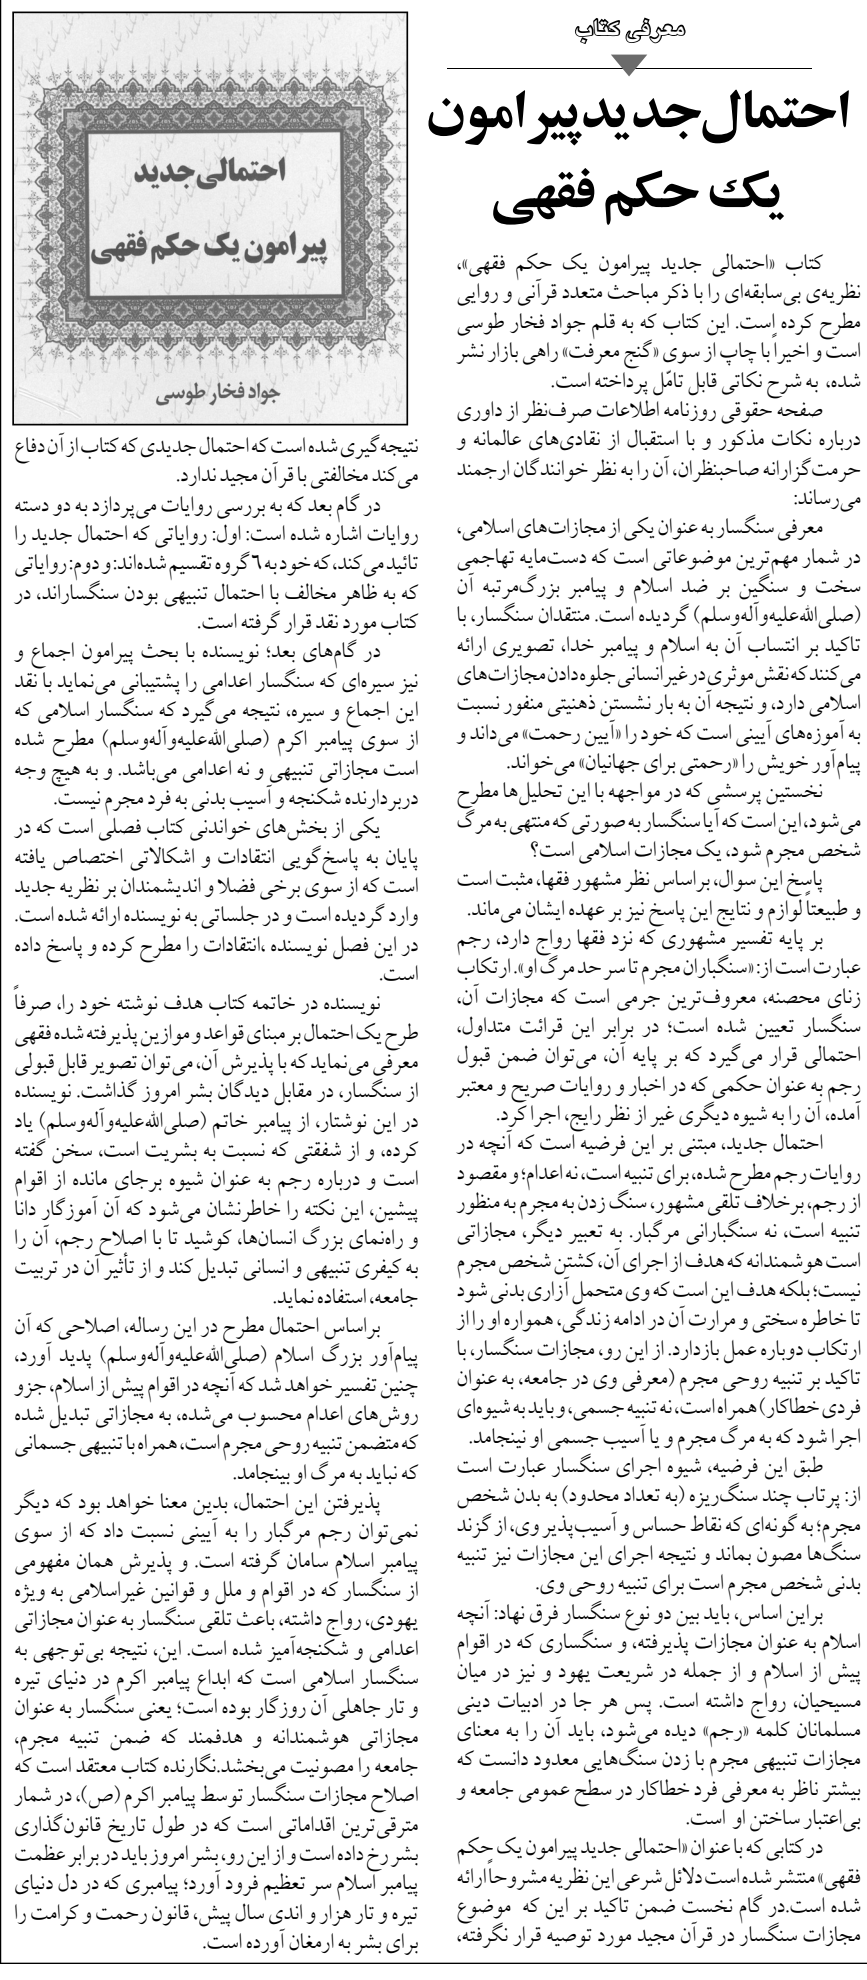 معرفی کتاب
احتمال جدید پیرامون
یک حکم فقهی
کتاب «احتمالی جدید پیرامون یک حکم فقهی»،
نظریه‌ی بی‌سابقه‌ای را با ذکر مباحث متعدد قرآنی و روایی
مطرح کرده است. این کتاب که به قلم جواد فخار طوسی
است و اخیراً با چاپ از سوی «گنج معرفت» راهی بازار نشر
شده، به شرح نکاتی قابل تامّل پرداخته است.
صفحه حقوقی روزنامه اطلاعات صرف‌نظر از داوری
درباره نکات مذکور و با استقبال از نقادی‌های عالمانه و
حرمت‌گزارانه صاحبنظران، آن را به نظر خوانندگان ارجمند
می‌رساند:
معرفی سنگسار به عنوان یکی از مجازات‌های اسلامی،
در شمار مهم‌ترین موضوعاتی است که دست‌مایه تهاجمی
سخت و سنگین بر ضد اسلام و پیامبر بزرگ‌مرتبه آن
(صلی‌الله‌علیه‌وآله‌وسلم) گردیده است. منتقدان سنگسار، با
تاکید بر انتساب آن به اسلام و پیامبر خدا، تصویری ارائه
می‌کنند که نقش موثری در غیرانسانی جلوه‌دادن مجازات‌های
اسلامی دارد، و نتیجه آن به بار نشستن ذهنیتی منفور نسبت
به آموزه‌های آیینی است که خود را «آیین رحمت» می‌داند و
پیام‌آور خویش را «رحمتی برای جهانیان» می‌خواند.
نخستین پرسشی که در مواجهه با این تحلیل‌ها مطرح
می‌شود، این است که آیا سنگسار به صورتی که منتهی به مرگ
شخص مجرم شود، یک مجازات اسلامی است؟
پاسخ این سوال، براساس نظر مشهور فقها، مثبت است
و طبیعتاً لوازم و نتایج این پاسخ نیز بر عهده ایشان می‌ماند.
بر پایه تفسیر مشهوری که نزد فقها رواج دارد، رجم
عبارت است از: «سنگباران مجرم تا سر حد مرگ او». ارتکاب
زنای محصنه، معروف‌ترین جرمی است که مجازات آن،
سنگسار تعیین شده است؛ در برابر این قرائت متداول،
احتمالی قرار می‌گیرد که بر پایه آن، می‌توان ضمن قبول
رجم به عنوان حکمی که در اخبار و روایات صریح و معتبر
آمده، آن را به شیوه دیگری غیر از نظر رایج، اجرا کرد.
احتمال جدید، مبتنی بر این فرضیه است که آنچه در
روایات رجم مطرح شده، برای تنبیه است، نه اعدام؛ و مقصود
از رجم، برخلاف تلقی مشهور، سنگ زدن به مجرم به منظور
تنبیه است، نه سنگبارانی مرگبار. به تعبیر دیگر، مجازاتی
است هوشمندانه که هدف از اجرای آن، کشتن شخص مجرم
نیست؛ بلکه هدف این است که وی متحمل آزاری بدنی شود
تا خاطره سختی و مرارت آن در ادامه زندگی، همواره او را از
ارتکاب دوباره عمل بازدارد. از این رو، مجازات سنگسار، با
تاکید بر تنبیه روحی مجرم (معرفی وی در جامعه، به عنوان
فردی خطاکار) همراه است، نه تنبیه جسمی، و باید به شیوه‌ای
اجرا شود که به مرگ مجرم و یا آسیب جسمی او نینجامد.
طبق این فرضیه، شیوه اجرای سنگسار عبارت است
از: پرتاب چند سنگ‌ریزه (به تعداد محدود) به بدن شخص
مجرم؛ به گونه‌ای که نقاط حساس و آسیب‌پذیر وی، از گزند
سنگ‌ها مصون بماند و نتیجه اجرای این مجازات نیز تنبیه
بدنی شخص مجرم است برای تنبیه روحی وی.
براین اساس، باید بین دو نوع سنگسار فرق نهاد: آنچه
اسلام به عنوان مجازات پذیرفته، و سنگساری که در اقوام
پیش از اسلام و از جمله در شریعت یهود و نیز در میان
مسیحیان، رواج داشته است. پس هر جا در ادبیات دینی
مسلمانان کلمه «رجم» دیده می‌شود، باید آن را به معنای
مجازات تنبیهی مجرم با زدن سنگ‌هایی معدود دانست که
بیشتر ناظر به معرفی فرد خطاکار در سطح عمومی جامعه و
بی‌اعتبار ساختن او است.
در کتابی که با عنوان «احتمالی جدید پیرامون یک حکم
فقهی» منتشر شده است دلائل شرعی این نظریه مشروحاً ارائه
شده است.در گام نخست ضمن تاکید بر این که موضوع
مجازات سنگسار در قرآن مجید مورد توصیه قرار نگرفته،
احتمالی جدید
پیرامون یک حکم فقهی
جواد فخار طوسی
نتیجه‌گیری شده است که احتمال جدیدی که کتاب از آن دفاع
می‌کند مخالفتی با قرآن مجید ندارد.
در گام بعد که به بررسی روایات می‌پردازد به دو دسته
روایات اشاره شده است: اول: روایاتی که احتمال جدید را
تائید می‌کند، که خود به ۶ گروه تقسیم شده‌اند: و دوم: روایاتی
که به ظاهر مخالف با احتمال تنبیهی بودن سنگساراند، در
کتاب مورد نقد قرار گرفته است.
در گام‌های بعد؛ نویسنده با بحث پیرامون اجماع و
نیز سیره‌ای که سنگسار اعدامی را پشتیبانی می‌نماید با نقد
این اجماع و سیره، نتیجه می‌گیرد که سنگسار اسلامی که
از سوی پیامبر اکرم (صلی‌الله‌علیه‌وآله‌وسلم) مطرح شده
است مجازاتی تنبیهی و نه اعدامی می‌باشد. و به هیچ وجه
دربردارنده شکنجه و آسیب بدنی به فرد مجرم نیست.
یکی از بخش‌های خواندنی کتاب فصلی است که در
پایان به پاسخ‌گویی انتقادات و اشکالاتی اختصاص یافته
است که از سوی برخی فضلا و اندیشمندان بر نظریه جدید
وارد گردیده است و در جلساتی به نویسنده ارائه شده است.
در این فصل نویسنده ،انتقادات را مطرح کرده و پاسخ داده
است.
نویسنده در خاتمه کتاب هدف نوشته خود را، صرفاً
طرح یک احتمال بر مبنای قواعد و موازین پذیرفته شده فقهی
معرفی می‌نماید که با پذیرش آن، می‌توان تصویر قابل قبولی
از سنگسار، در مقابل دیدگان بشر امروز گذاشت. نویسنده
در این نوشتار، از پیامبر خاتم (صلی‌الله‌علیه‌وآله‌وسلم) یاد
کرده، و از شفقتی که نسبت به بشریت است، سخن گفته
است و درباره رجم به عنوان شیوه برجای مانده از اقوام
پیشین، این نکته را خاطرنشان می‌شود که آن آموزگار دانا
و راه‌نمای بزرگ انسان‌ها، کوشید تا با اصلاح رجم، آن را
به کیفری تنبیهی و انسانی تبدیل کند و از تأثیر آن در تربیت
جامعه، استفاده نماید.
براساس احتمال مطرح در این رساله، اصلاحی که آن
پیام‌آور بزرگ اسلام (صلی‌الله‌علیه‌وآله‌وسلم) پدید آورد،
چنین تفسیر خواهد شد که آنچه در اقوام پیش از اسلام، جزو
روش‌های اعدام محسوب می‌شده، به مجازاتی تبدیل شده
که متضمن تنبیه روحی مجرم است، همراه با تنبیهی جسمانی
که نباید به مرگ او بینجامد.
پذیرفتن این احتمال، بدین معنا خواهد بود که دیگر
نمی‌توان رجم مرگبار را به آیینی نسبت داد که از سوی
پیامبر اسلام سامان گرفته است. و پذیرش همان مفهومی
از سنگسار که در اقوام و ملل و قوانین غیراسلامی به ویژه
یهودی، رواج داشته، باعث تلقی سنگسار به عنوان مجازاتی
اعدامی و شکنجه‌آمیز شده است. این، نتیجه بی‌توجهی به
سنگسار اسلامی است که ابداع پیامبر اکرم در دنیای تیره
و تار جاهلی آن روزگار بوده است؛ یعنی سنگسار به عنوان
مجازاتی هوشمندانه و هدفمند که ضمن تنبیه مجرم،
جامعه را مصونیت می‌بخشد.نگارنده کتاب معتقد است که
اصلاح مجازات سنگسار توسط پیامبر اکرم (ص)، در شمار
مترقی‌ترین اقداماتی است که در طول تاریخ قانون‌گذاری
بشر رخ داده است و از این رو، بشر امروز باید در برابر عظمت
پیامبر اسلام سر تعظیم فرود آورد؛ پیامبری که در دل دنیای
تیره و تار هزار و اندی سال پیش، قانون رحمت و کرامت را
برای بشر به ارمغان آورده است.